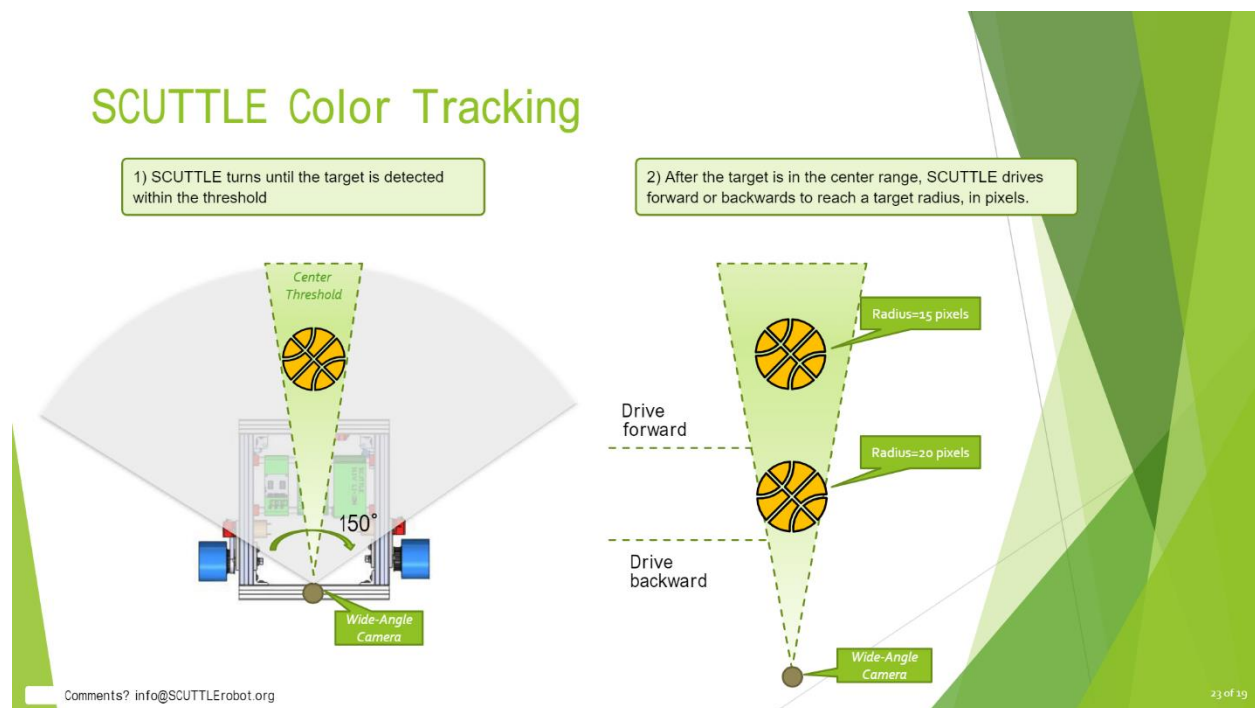 SCUTTLE Color Tracking
1) SCUTTLE turns until the target is detected
within the threshold
2) After the target is in the center range, SCUTTLE drives
forward or backwards to reach a target radius, in pixels.
Center
Threshold
150°
Wide-Angle
Camera
Radius=15 pixels
Drive
forward
Radius=20 pixels
Drive
backward
Wide-Angle
Camera
Comments? info@SCUTTLErobot.org
23 of 19